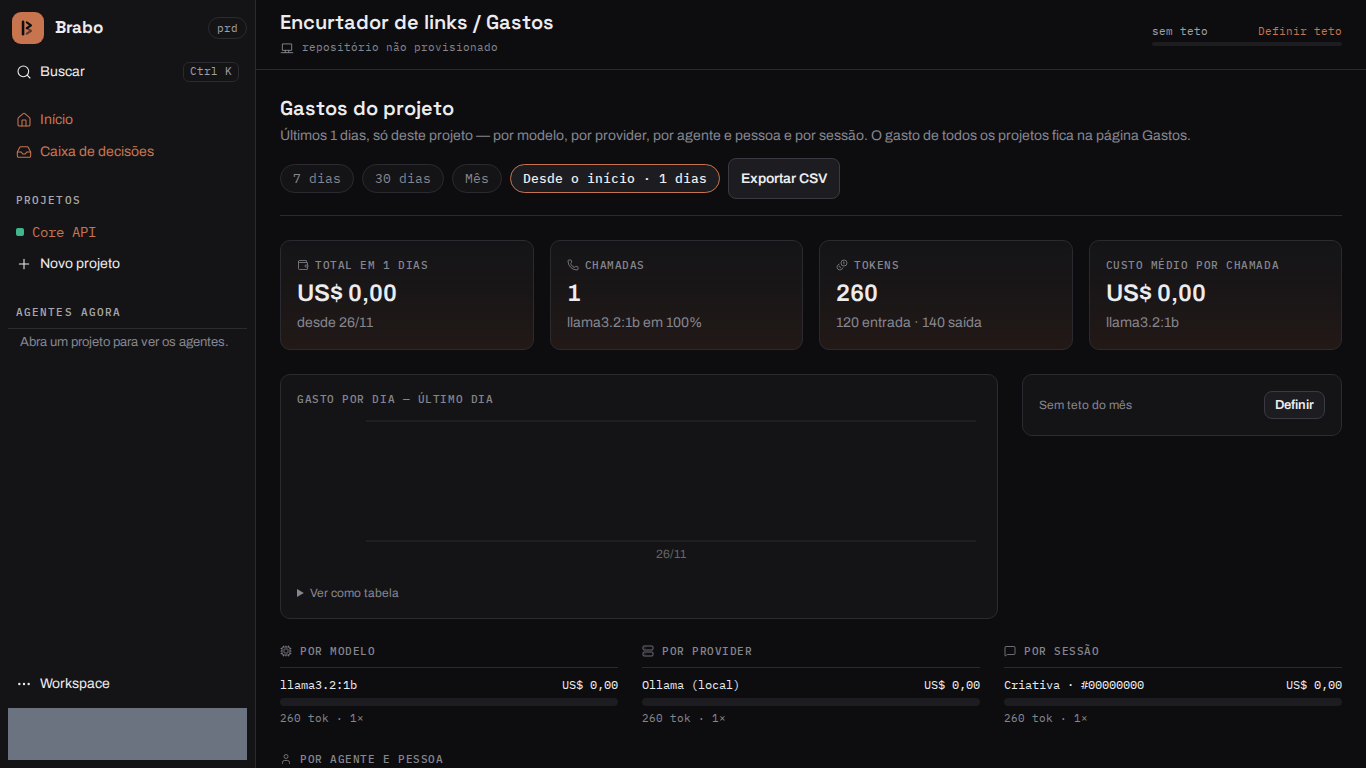 Brabo
prd
Buscar
Ctrl K
Início
Caixa de decisões
PROJETOS
Core API
Novo projeto
AGENTES AGORA
Abra um projeto para ver os agentes.
Workspace
Encurtador de links / Gastos
repositório não provisionado
sem teto
Definir teto
Gastos do projeto
Últimos 1 dias, só deste projeto — por modelo, por provider, por agente e pessoa e por sessão. O gasto de todos os projetos fica na página Gastos.
7 dias
30 dias
Mês
Desde o início · 1 dias
Exportar CSV
TOTAL EM 1 DIAS
US$ 0,00
desde 26/11
CHAMADAS
1
llama3.2:1b em 100%
TOKENS
260
120 entrada · 140 saída
CUSTO MÉDIO POR CHAMADA
US$ 0,00
llama3.2:1b
GASTO POR DIA — ÚLTIMO DIA
26/11
Ver como tabela
Sem teto do mês
Definir
POR MODELO
llama3.2:1b US$ 0,00
260 tok · 1×
POR PROVIDER
Ollama (local) US$ 0,00
260 tok · 1×
POR SESSÃO
Criativa · #00000000 US$ 0,00
260 tok · 1×
POR AGENTE E PESSOA